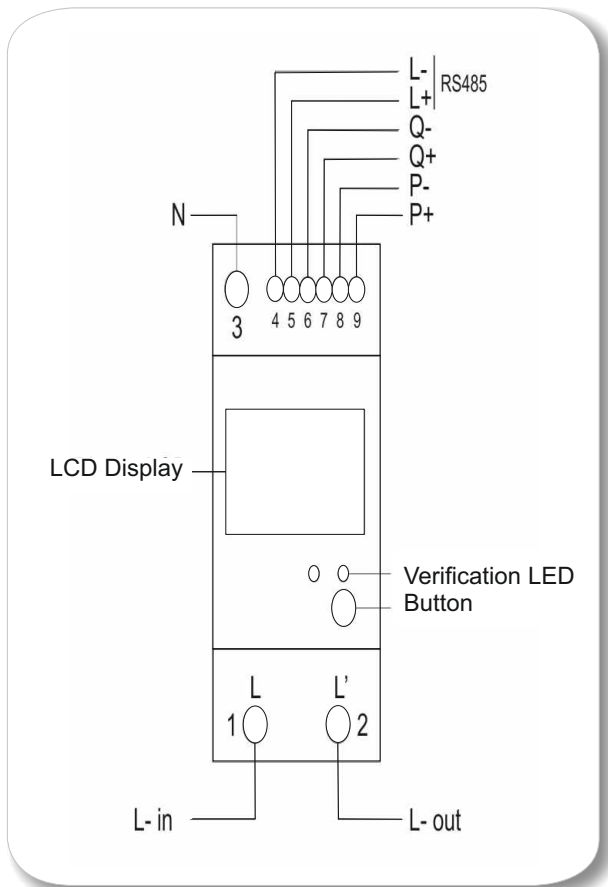 L-
RS485
L+
Q-
Q+
P-
N
P+
3
4 5 6 7 8 9
LCD Display
Verification LED
Button
L L’
1 2
L- in L- out